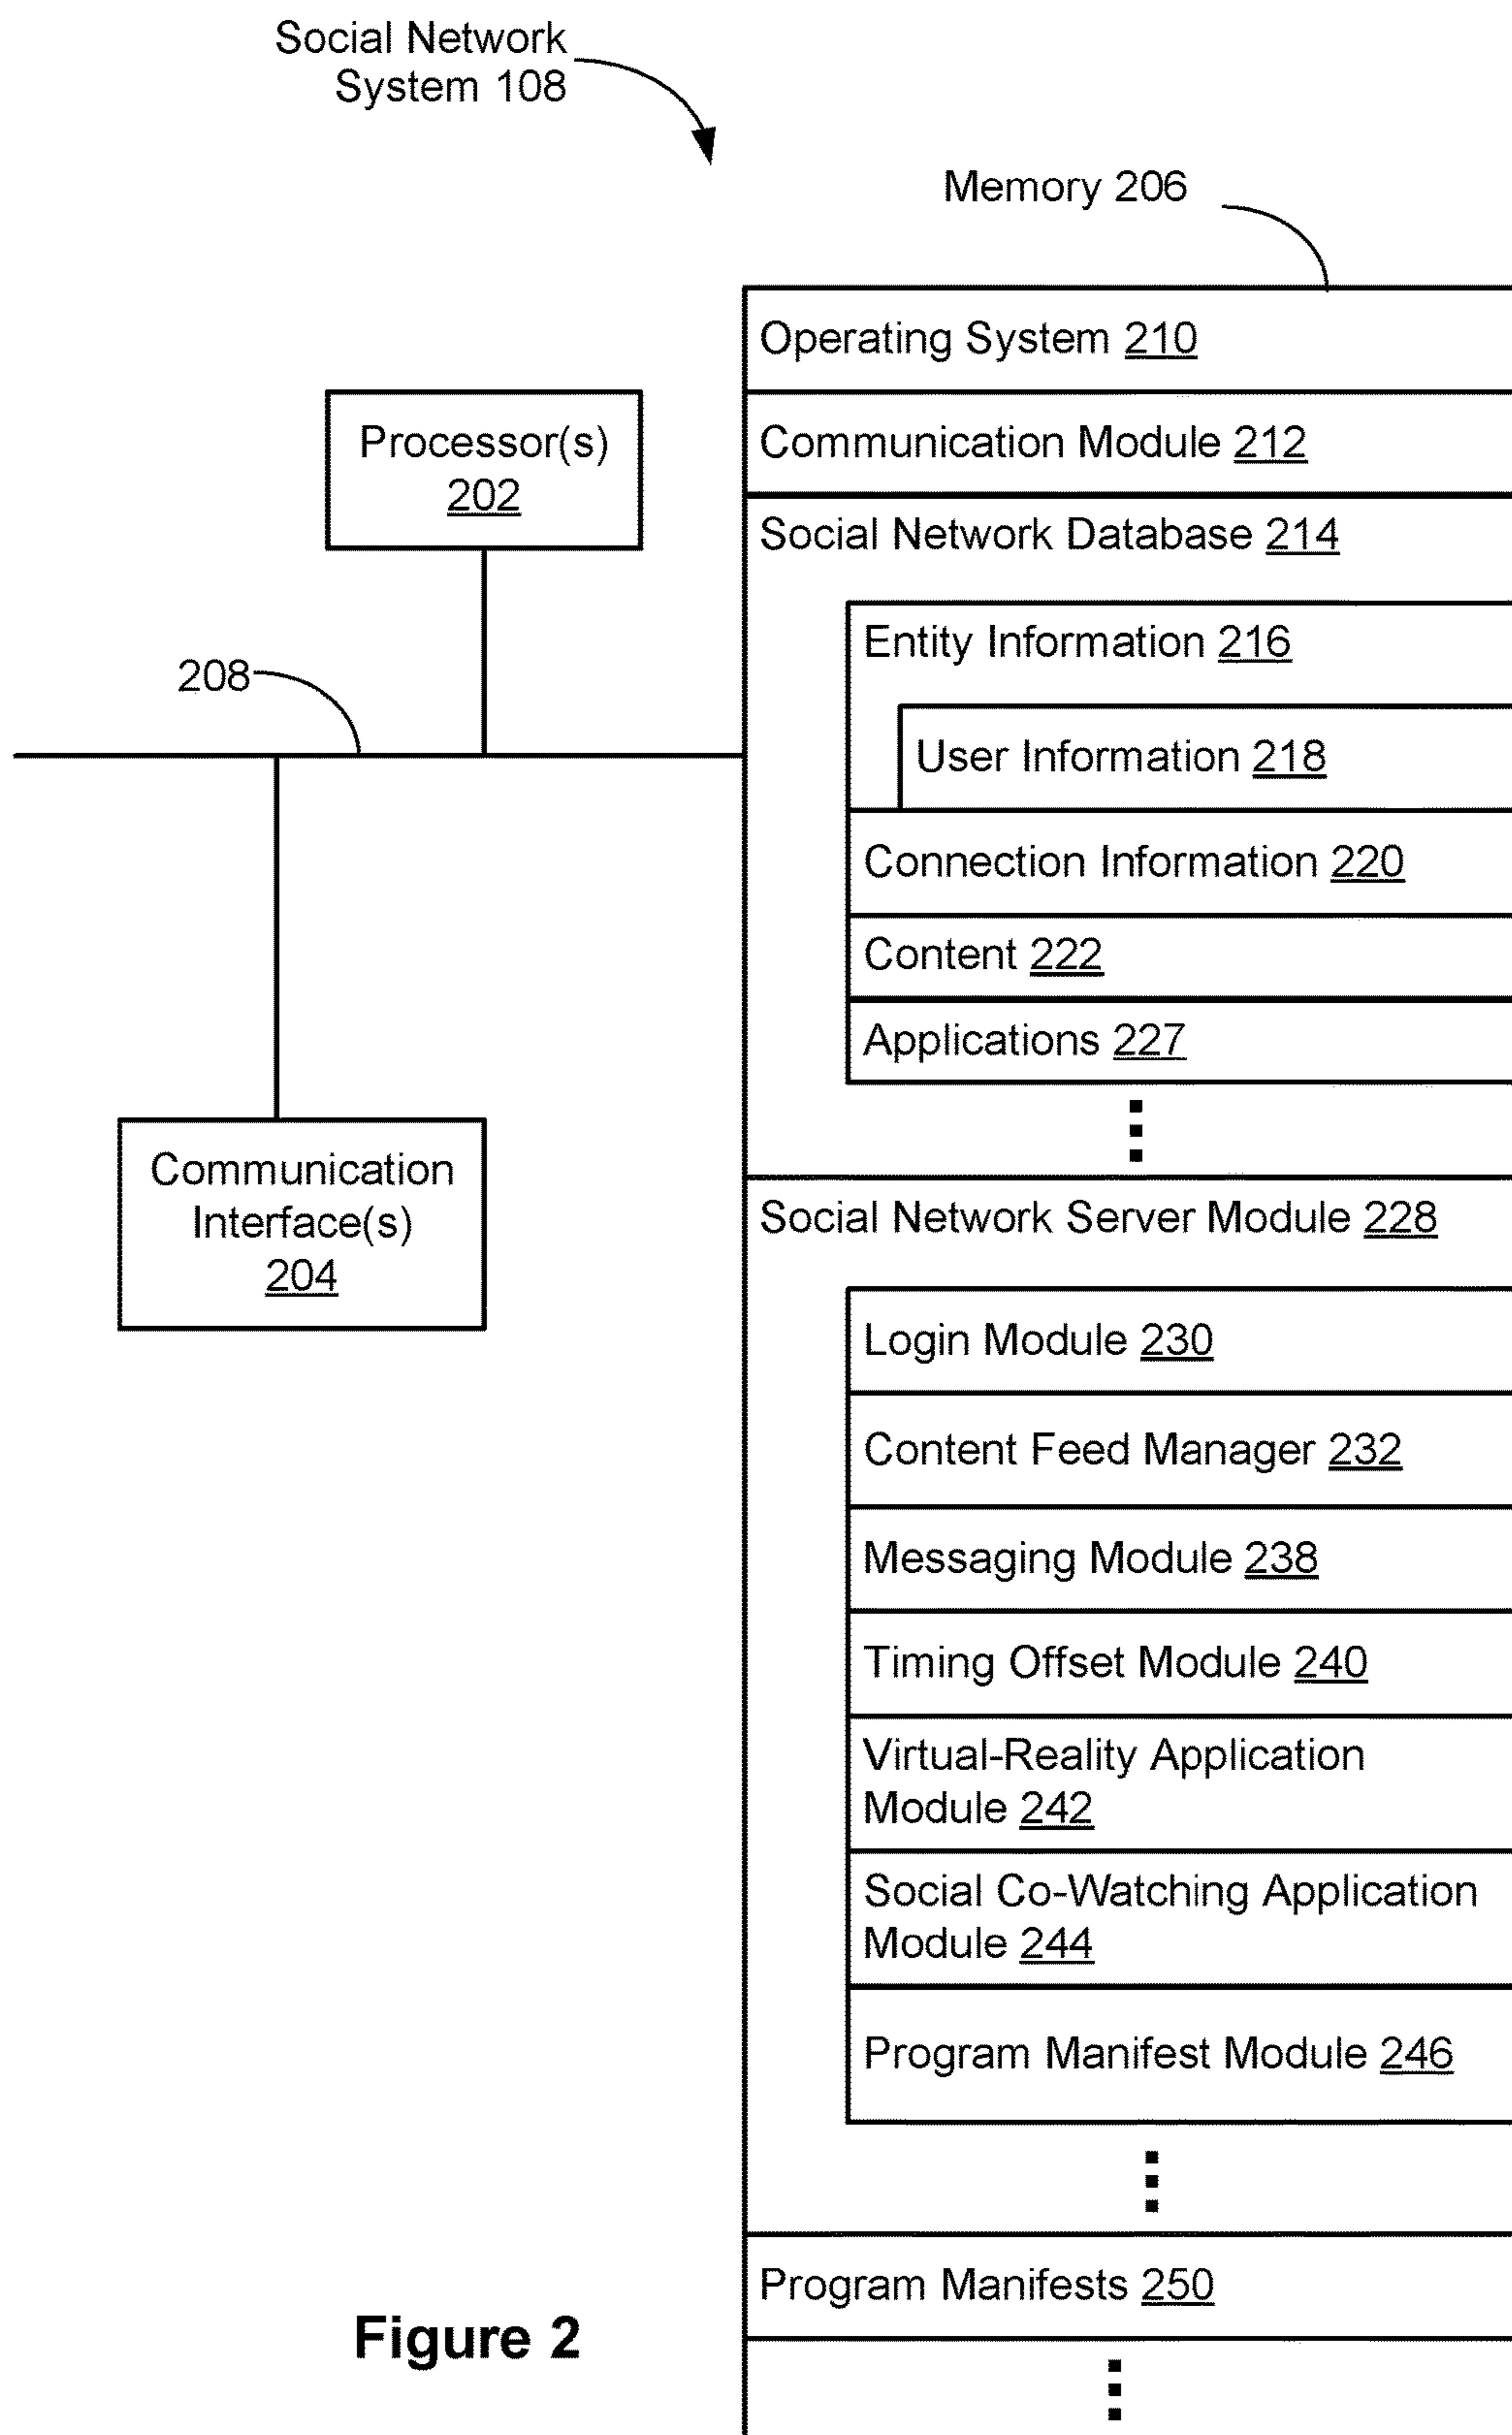 Social Network
System 108
Memory 206
Operating System 210
Processor(s)
202
Communication Module 212
Social Network Database 214
Entity Information 216
208
User Information 218
Connection Information 220
Content 222
Applications 227
Communication
Interface(s)
204
Social Network Server Module 228
Login Module 230
Content Feed Manager 232
Messaging Module 238
Timing Offset Module 240
Virtual-Reality Application
Module 242
Social Co-Watching Application
Module 244
Program Manifest Module 246
Program Manifests 250
Figure 2